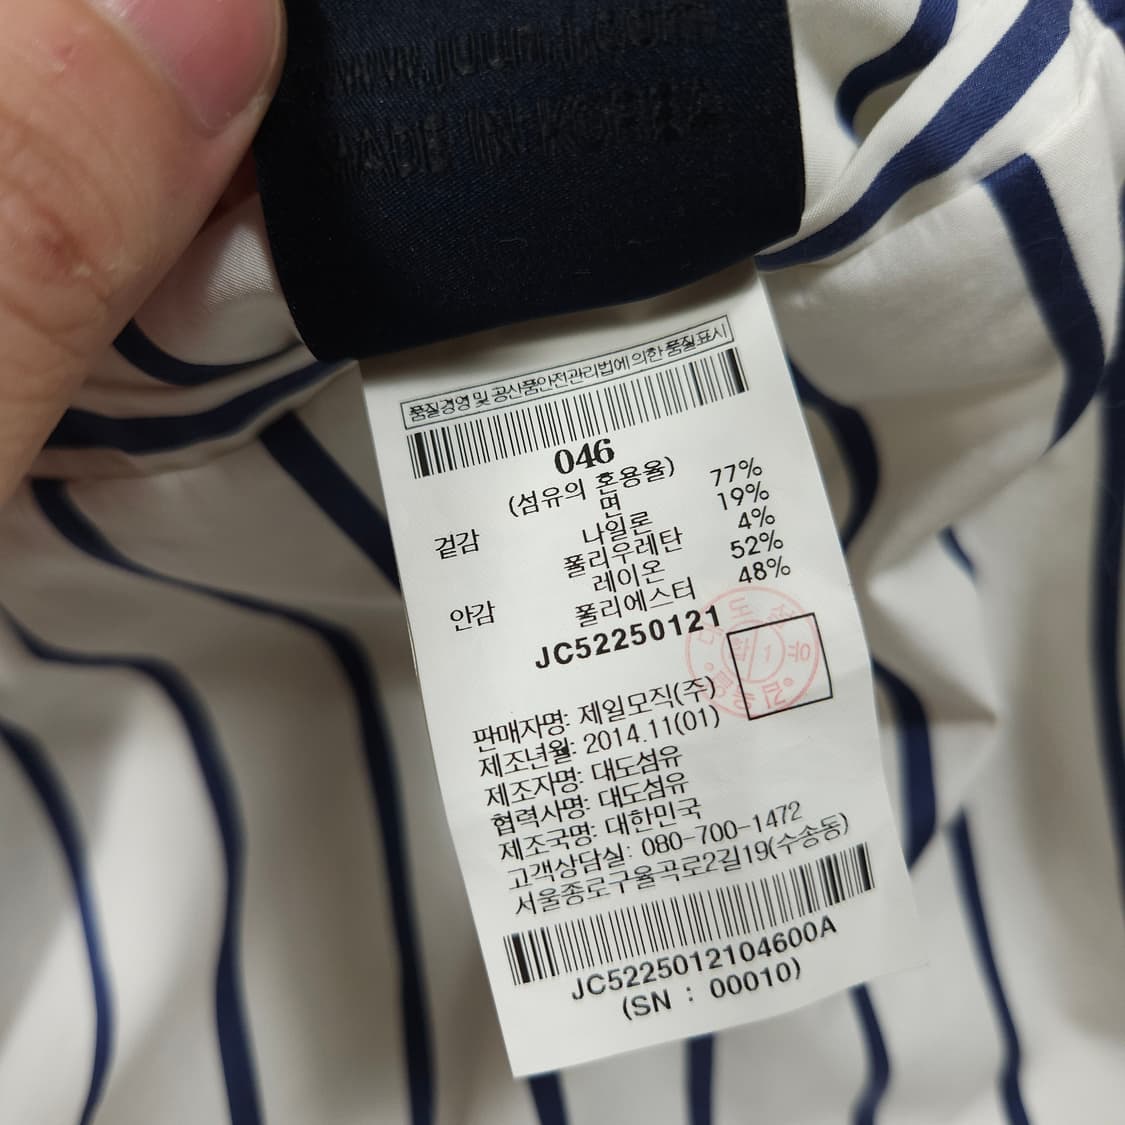 www.juunj.com
MADE IN KOREA
품질경영 및 공산품안전관리법에 의한 품질표시
046
(섬유의 혼용율)
겉감 면 77%
나일론 19%
폴리우레탄 4%
안감 레이온 52%
폴리에스터 48%
JC52250121
판매자명: 제일모직(주)
제조년월: 2014.11(01)
제조자명: 대도섬유
협력사명: 대도섬유
제조국명: 대한민국
고객상담실: 080-700-1472
서울종로구율곡로2길19(수송동)
JC5225012104600A
(SN : 00010)